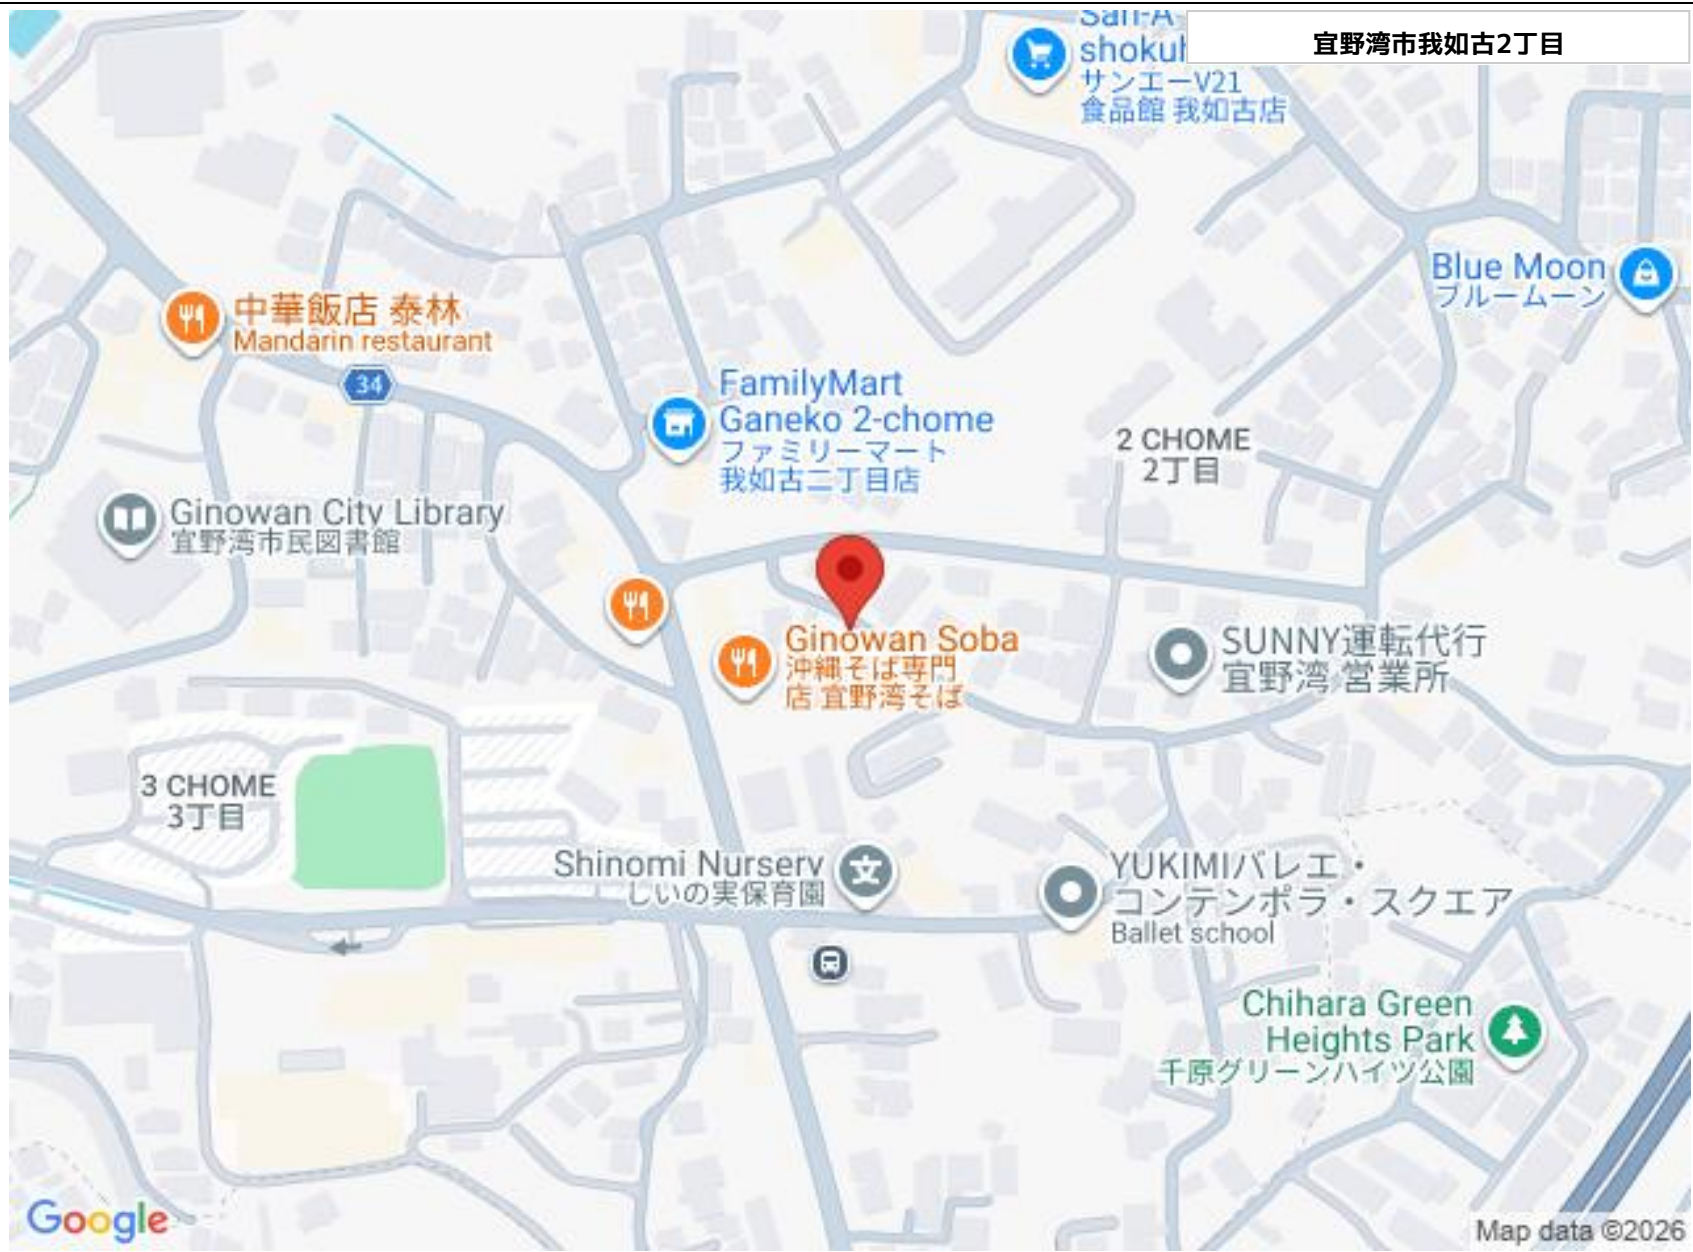 宜野湾市我如古2丁目
San-A
サンエーV21
食品館 我如古店
Blue Moon
ブルームーン
中華飯店 泰林
Mandarin restaurant
34
FamilyMart
Ganeko 2-chome
ファミリーマート
我如古二丁目店
2 CHOME
2丁目
Ginowan City Library
宜野湾市民図書館
Ginowan Soba
沖縄そば専門
店 宜野湾そば
SUNNY運転代行
宜野湾 営業所
3 CHOME
3丁目
Shinomi Nursery
しいの実保育園
YUKIMIバレエ・
コンテンポラ・スクエア
Ballet school
Chihara Green
Heights Park
千原グリーンハイツ公園
Google
Map data ©2026